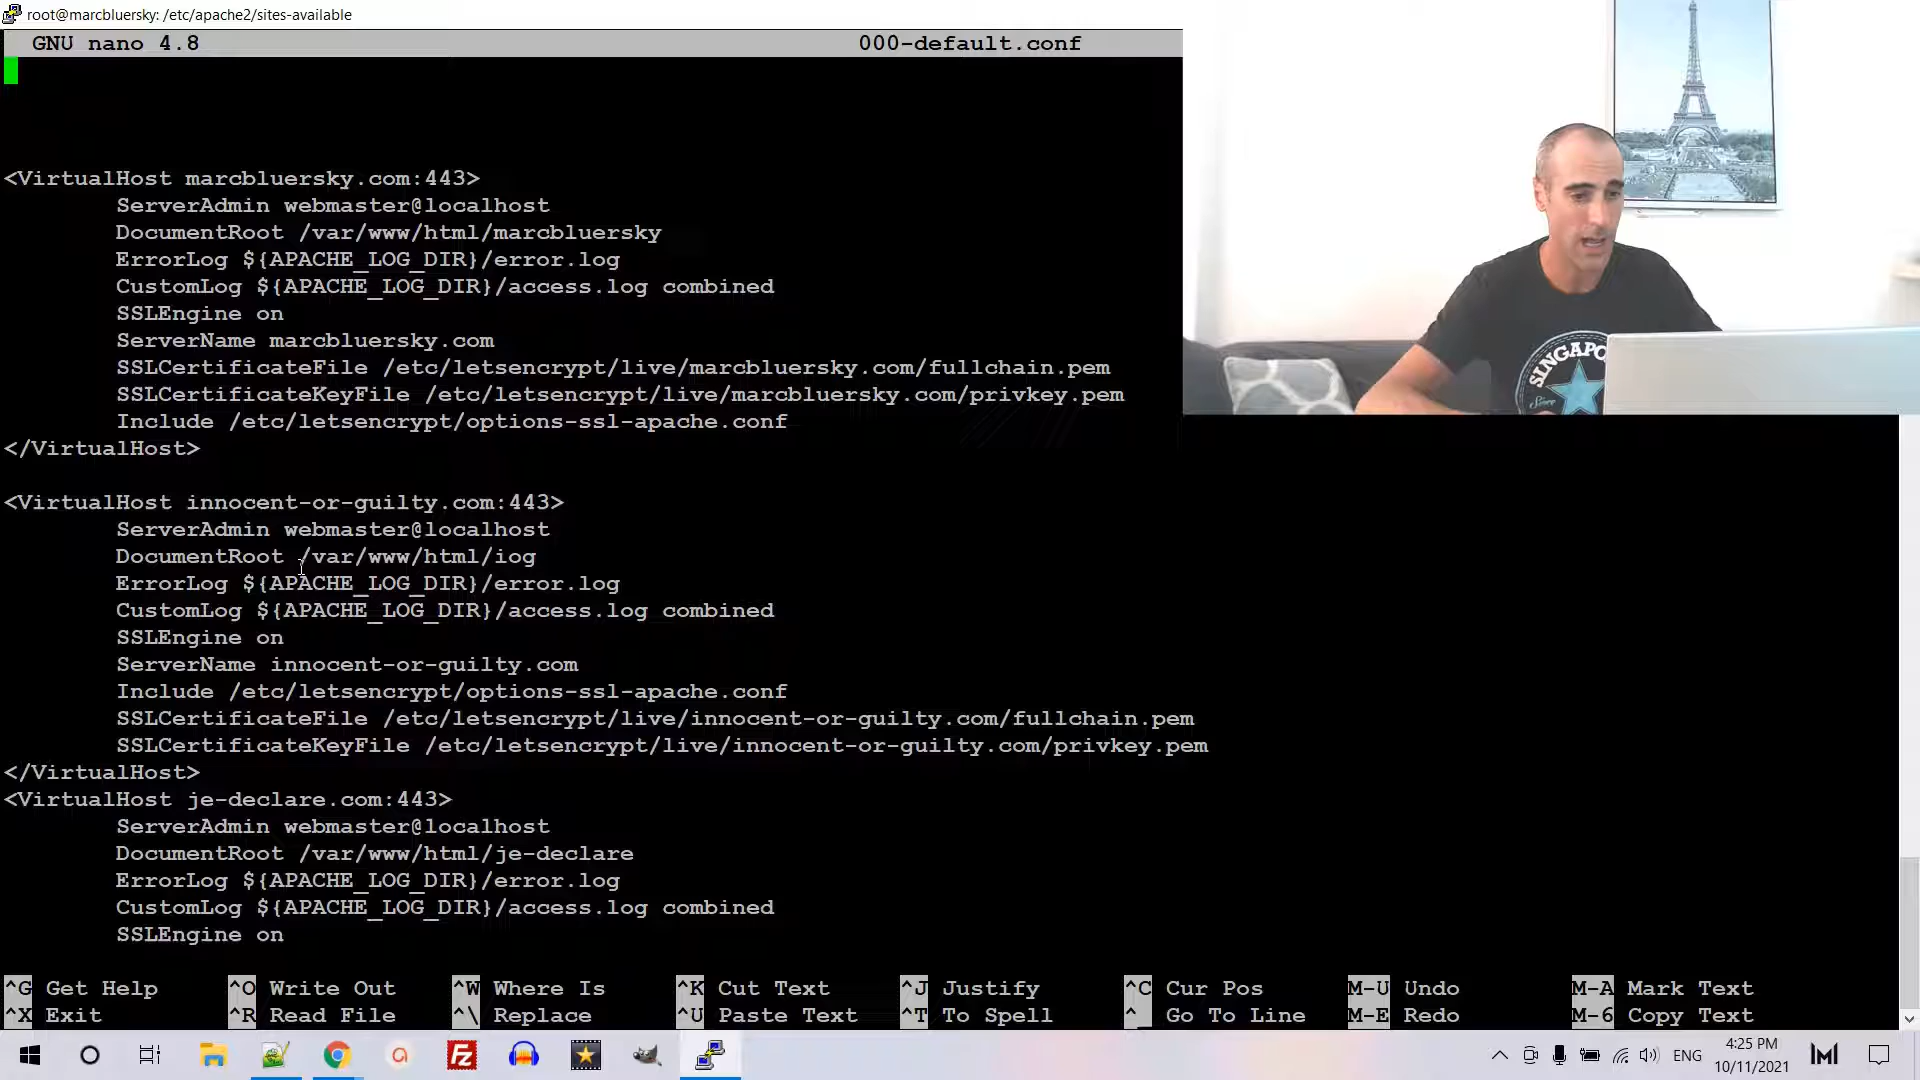 root@marcbluersky: /etc/apache2/sites-available
GNU nano 4.8 000-default.conf
<VirtualHost marcbluersky.com:443>
ServerAdmin webmaster@localhost
DocumentRoot /var/www/html/marcbluersky
ErrorLog ${APACHE_LOG_DIR}/error.log
CustomLog ${APACHE_LOG_DIR}/access.log combined
SSLEngine on
ServerName marcbluersky.com
SSLCertificateFile /etc/letsencrypt/live/marcbluersky.com/fullchain.pem
SSLCertificateKeyFile /etc/letsencrypt/live/marcbluersky.com/privkey.pem
Include /etc/letsencrypt/options-ssl-apache.conf
</VirtualHost>
<VirtualHost innocent-or-guilty.com:443>
ServerAdmin webmaster@localhost
DocumentRoot /var/www/html/iog
ErrorLog ${APACHE_LOG_DIR}/error.log
CustomLog ${APACHE_LOG_DIR}/access.log combined
SSLEngine on
ServerName innocent-or-guilty.com
Include /etc/letsencrypt/options-ssl-apache.conf
SSLCertificateFile /etc/letsencrypt/live/innocent-or-guilty.com/fullchain.pem
SSLCertificateKeyFile /etc/letsencrypt/live/innocent-or-guilty.com/privkey.pem
</VirtualHost>
<VirtualHost je-declare.com:443>
ServerAdmin webmaster@localhost
DocumentRoot /var/www/html/je-declare
ErrorLog ${APACHE_LOG_DIR}/error.log
CustomLog ${APACHE_LOG_DIR}/access.log combined
SSLEngine on
^G Get Help ^O Write Out ^W Where Is ^K Cut Text ^J Justify ^C Cur Pos M-U Undo M-A Mark Text
^X Exit ^R Read File ^\ Replace ^U Paste Text ^T To Spell ^_ Go To Line M-E Redo M-6 Copy Text
SINGAPO
Since
ENG
4:25 PM
10/11/2021